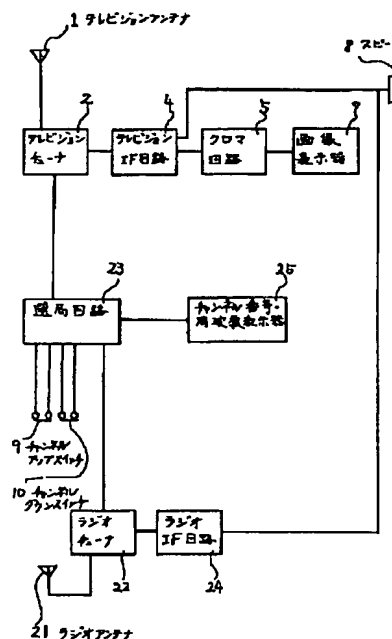 1 テレビジョンアンテナ
8 スピー
2
4
5
テレビジョン
チューナ
テレビジョン
IF回路
クロマ
回路
画像
表示器
23
25
選局回路
チャンネル番号・
周波数表示器
9 チャンネル
アップスイッチ
10 チャンネル
ダウンスイッチ
ラジオ
チューナ
ラジオ
IF回路
22
24
21 ラジオアンテナ